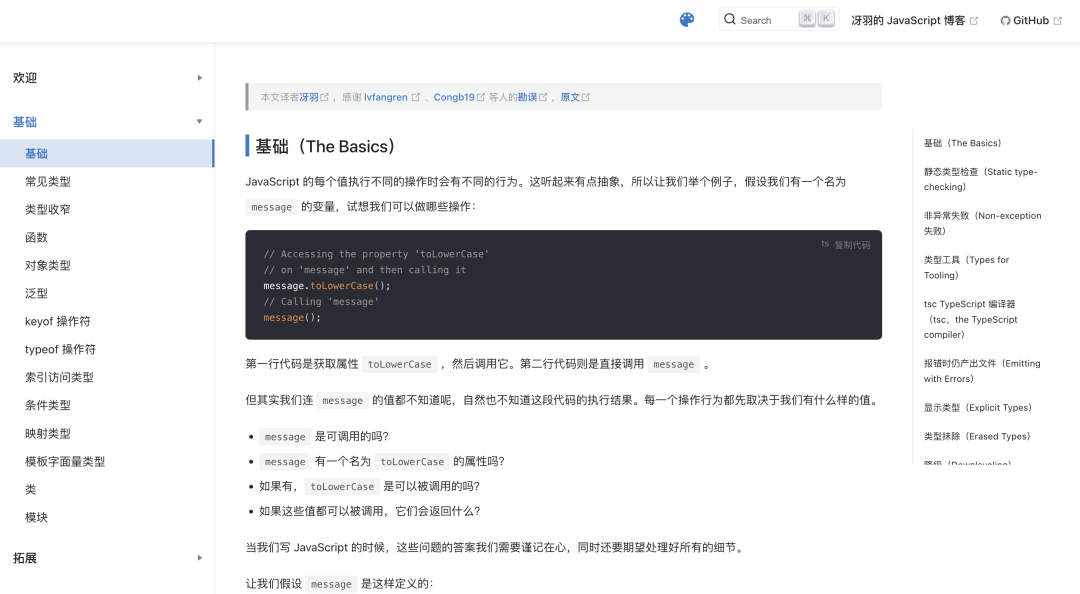 Search ⌘ K 冴羽的 JavaScript 博客 GitHub
欢迎
基础
基础
常见类型
类型收窄
函数
对象类型
泛型
keyof 操作符
typeof 操作符
索引访问类型
条件类型
映射类型
模板字面量类型
类
模块
拓展
本文译者冴羽， 感谢 lvfangren 、Congb19 等人的勘误 。原文
基础（The Basics）
JavaScript 的每个值执行不同的操作时会有不同的行为。这听起来有点抽象，所以让我们举个例子，假设我们有一个名为
message 的变量，试想我们可以做哪些操作：
ts 复制代码
// Accessing the property 'toLowerCase'
// on 'message' and then calling it
message.toLowerCase();
// Calling 'message'
message();
第一行代码是获取属性 toLowerCase ，然后调用它。第二行代码则是直接调用 message 。
但其实我们连 message 的值都不知道呢，自然也不知道这段代码的执行结果。每一个操作行为都先取决于我们有什么样的值。
• message 是可调用的吗？
• message 有一个名为 toLowerCase 的属性吗？
• 如果有， toLowerCase 是可以被调用的吗？
• 如果这些值都可以被调用，它们会返回什么？
当我们写 JavaScript 的时候，这些问题的答案我们需要谨记在心，同时还要期望处理好所有的细节。
让我们假设 message 是这样定义的：
基础（The Basics）
静态类型检查（Static type-
checking）
非异常失败（Non-exception
失败）
类型工具（Types for
Tooling）
tsc TypeScript 编译器
（tsc，the TypeScript
compiler）
报错时仍产出文件（Emitting
with Errors）
显示类型（Explicit Types）
类型抹除（Erased Types）
降级（Downleveling）